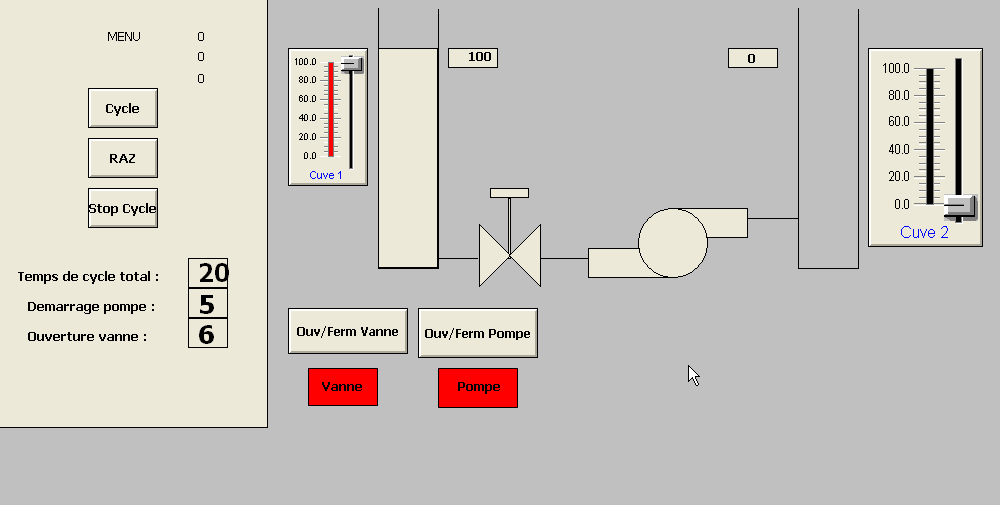 MENU 0
0
0
Cycle
RAZ
Stop Cycle
Temps de cycle total : 20
Demarrage pompe : 5
Ouverture vanne : 6
100.0
80.0
60.0
40.0
20.0
0.0
Cuve 1
100
0
100.0
80.0
60.0
40.0
20.0
0.0
Cuve 2
Ouv/Ferm Vanne
Ouv/Ferm Pompe
Vanne
Pompe